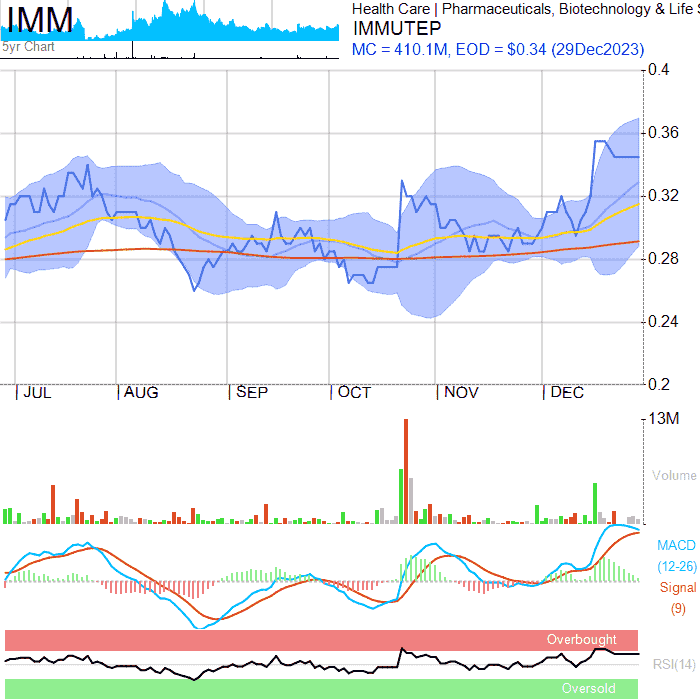 IMM
5yr Chart
Health Care | Pharmaceuticals, Biotechnology & Life S
IMMUTEP
MC = 410.1M, EOD = $0.34 (29Dec2023)
0.4
0.36
0.32
0.28
0.24
0.2
JUL AUG SEP OCT NOV DEC
13M
Volume
MACD
(12-26)
Signal
(9)
Overbought
RSI(14)
Oversold